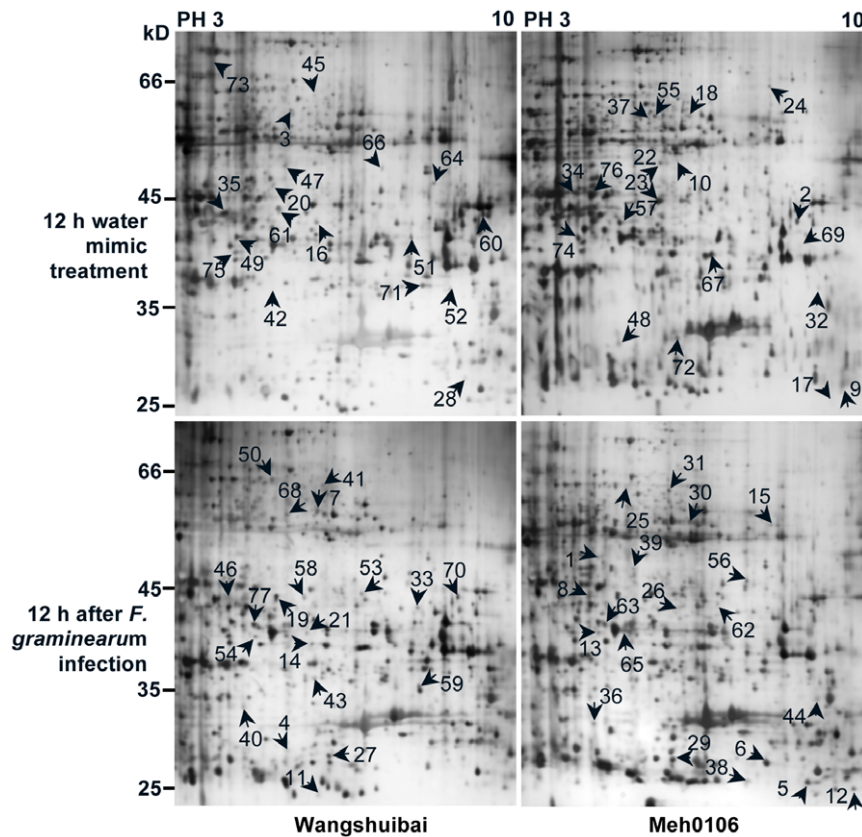 PH 3 10 10
kD
45 55 18
37
66 73 24
3
66 64
22
47 34 76 10
35 23 2
45
20 57
12 h water
mimic
treatment
61 16 60 74 69
75 49 51 67
71
35 42 52 48 32
72
28 17 9
25
50 31
66 41
68 7 30 15
25
39
1 56
46 58 53 33 70 22
45 77 8 26
12 h after F.
graminearum
infection
19 21 63 62
54 14 13 65
35 43 59
36 44
40 4
27 29 6
11 38
25 5 12
Wangshuibai Meh0106